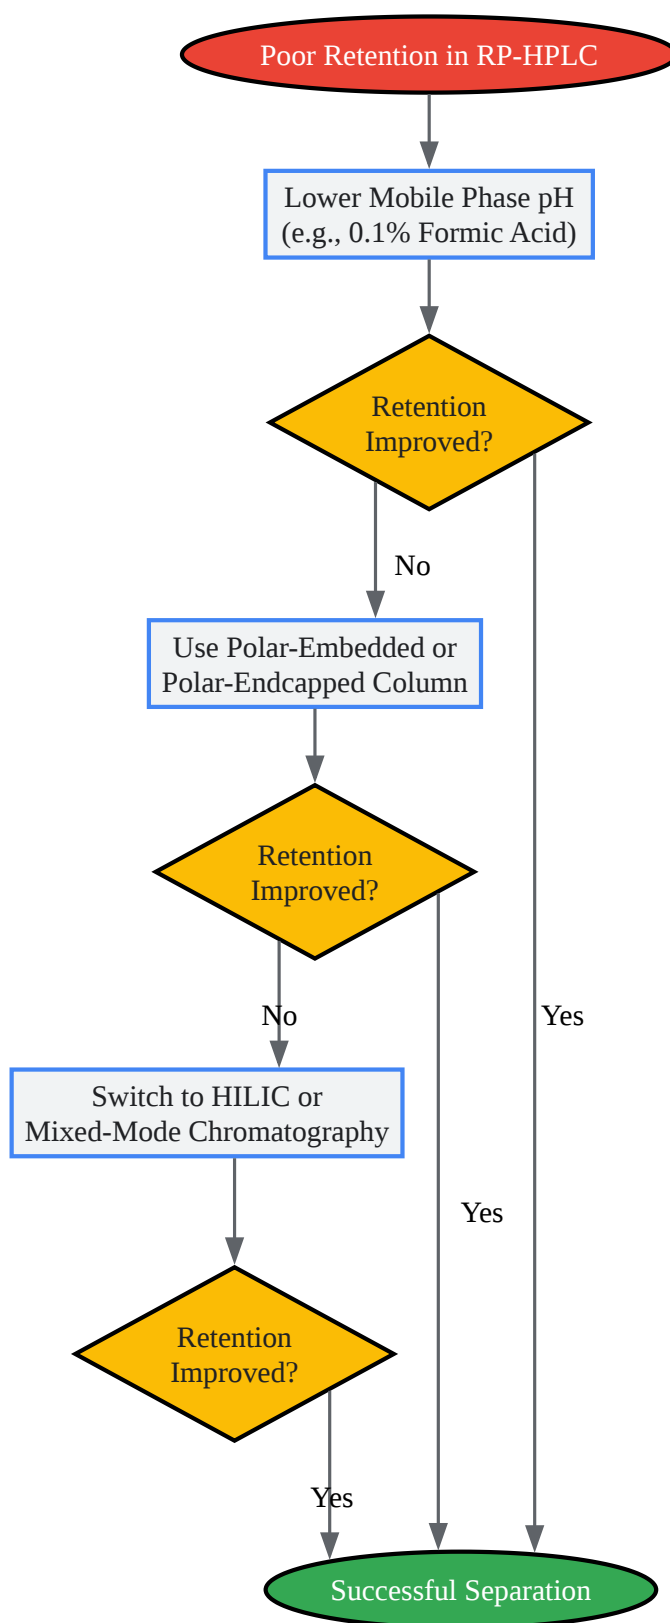 Poor Retention in RP-HPLC
Lower Mobile Phase pH
(e.g., 0.1% Formic Acid)
Retention
Improved?
No
Use Polar-Embedded or
Polar-Endcapped Column
Retention
Improved?
No
Yes
Switch to HILIC or
Mixed-Mode Chromatography
Yes
Retention
Improved?
Yes
Successful Separation